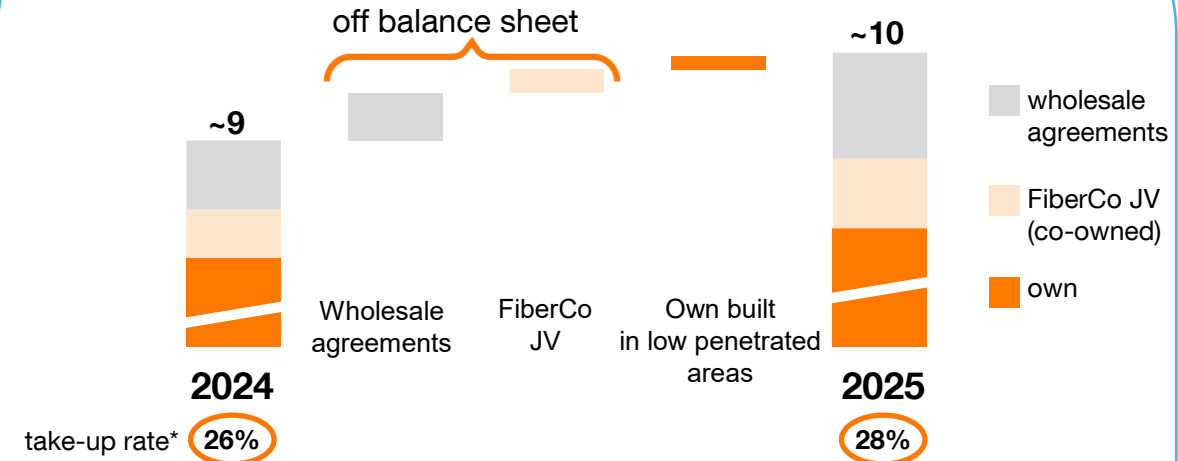 off balance sheet
~10
~9
wholesale
agreements
FiberCo JV
(co-owned)
own
Wholesale
agreements
FiberCo
JV
Own built
in low penetrated
areas
2024
2025
take-up rate* 26%
28%